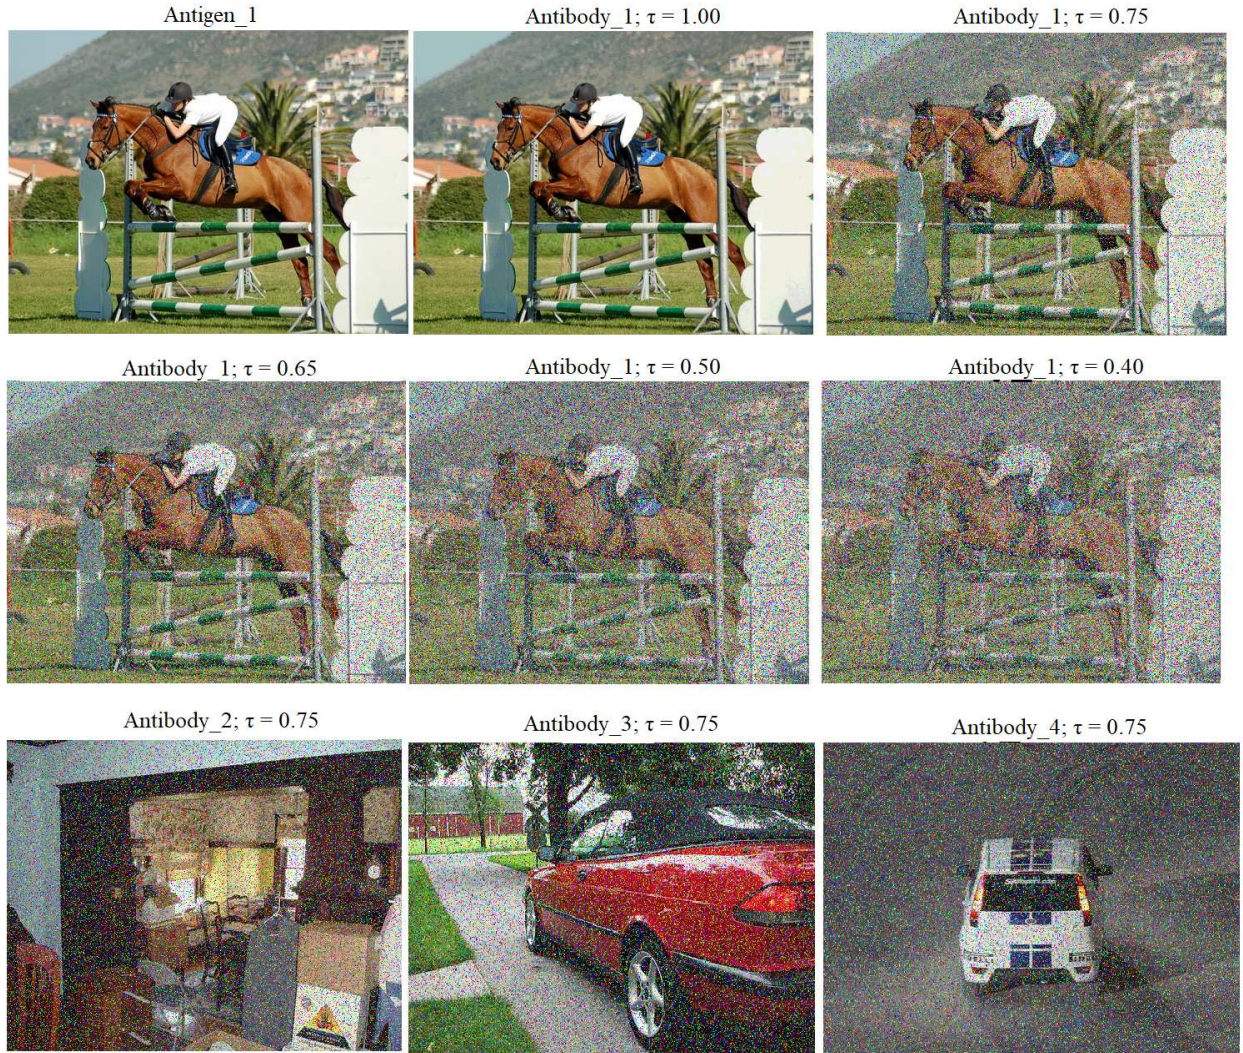 Antigen_1
Antibody_1; τ = 1.00
Antibody_1; τ = 0.75
Antibody_1; τ = 0.65
Antibody_1; τ = 0.50
Antibody_1; τ = 0.40
Antibody_2; τ = 0.75
Antibody_3; τ = 0.75
Antibody_4; τ = 0.75